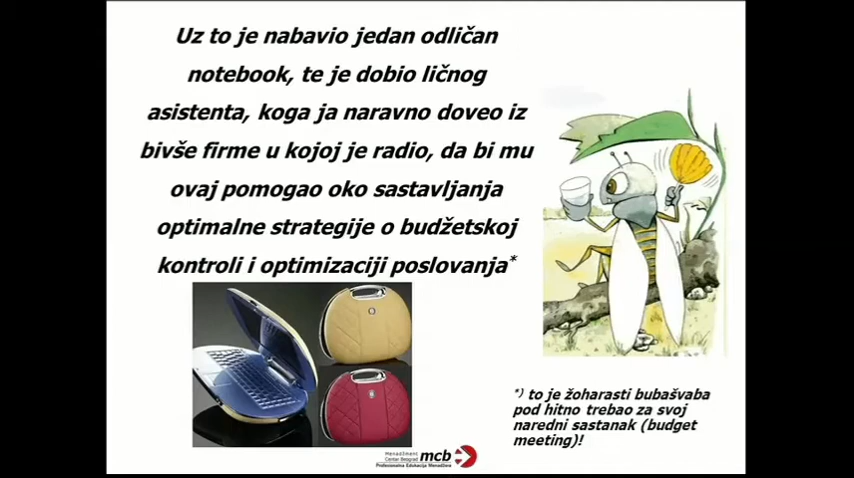 Uz to je nabavio jedan odličan
notebook, te je dobio ličnog
asistenta, koga ja naravno doveo iz
bivše firme u kojoj je radio, da bi mu
ovaj pomogao oko sastavljanja
optimalne strategije o budžetskoj
kontroli i optimizaciji poslovanja*
*) to je žoharasti bubašvaba
pod hitno trebao za svoj
naredni sastanak (budget
meeting)!
Menadžment
Centar Beograd
mcb
Profesionalna Edukacija Menadžera